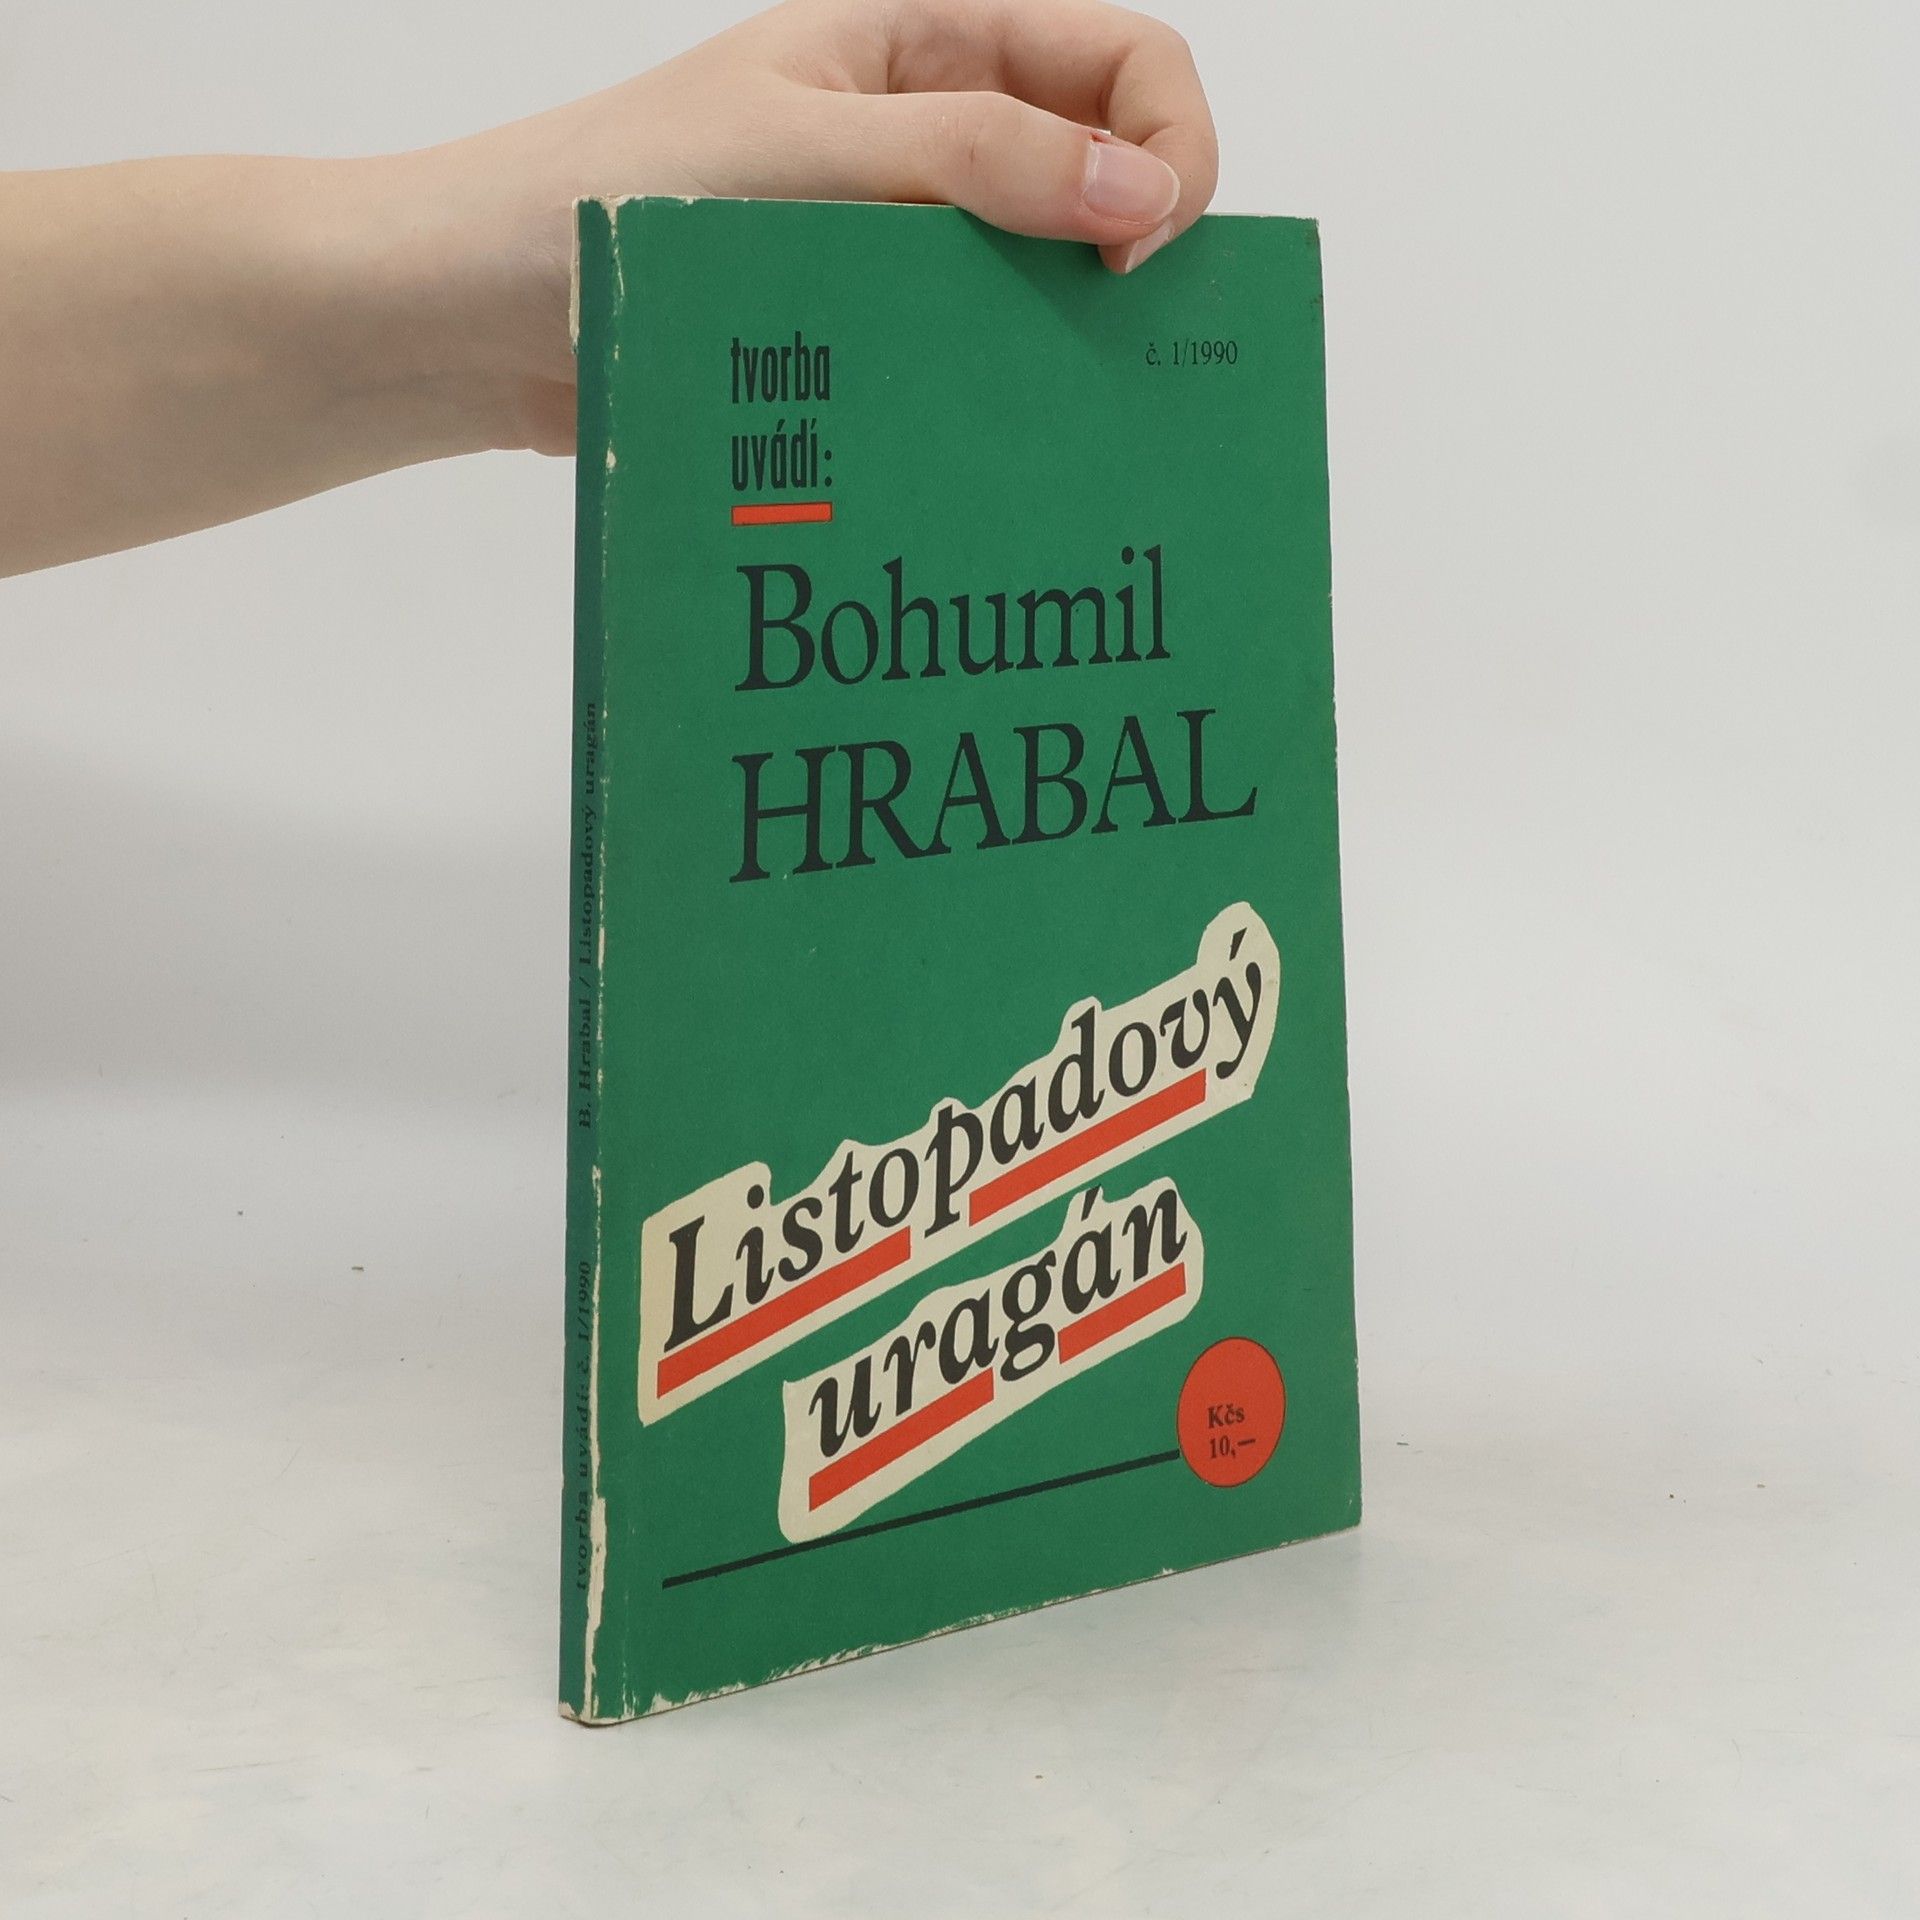 tvorba
uvádí:
č. 1/1990
Bohumil
HRABAL
Listopadový
uragán
Kčs
10,—
tvorba uvádí: č. 1/1990 B. Hrabal / Listopadový uragán